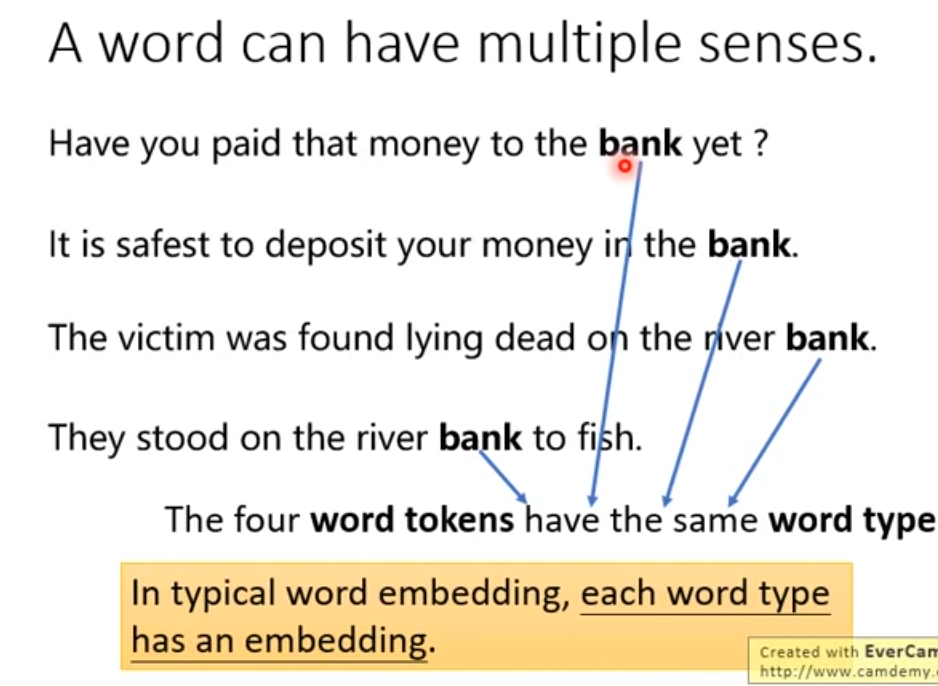 A word can have multiple senses.
Have you paid that money to the bank yet ?
It is safest to deposit your money in the bank.
The victim was found lying dead on the river bank.
They stood on the river bank to fish.
The four word tokens have the same word type
In typical word embedding, each word type
has an embedding.
Created with EverCam
http://www.camdemy.